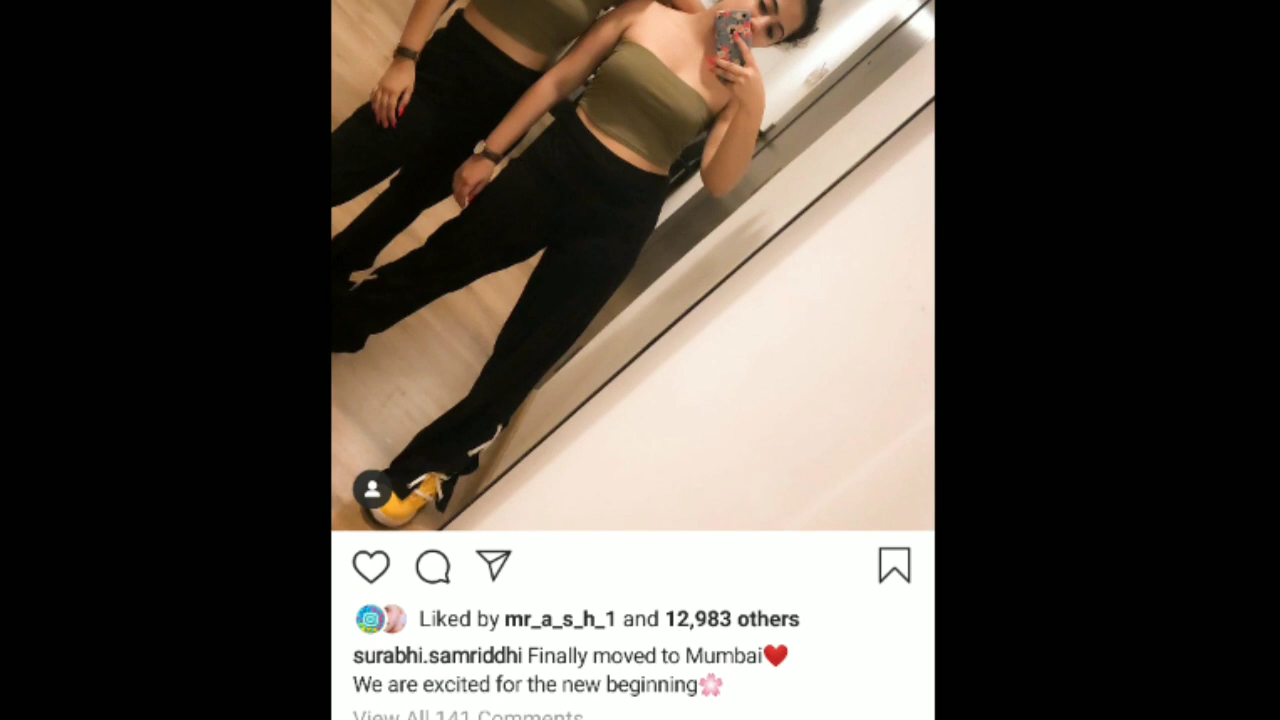 Liked by mr_a_s_h_1 and 12,983 others
surabhi.samriddhi Finally moved to Mumbai❤️
We are excited for the new beginning🌸
View All 141 Comments